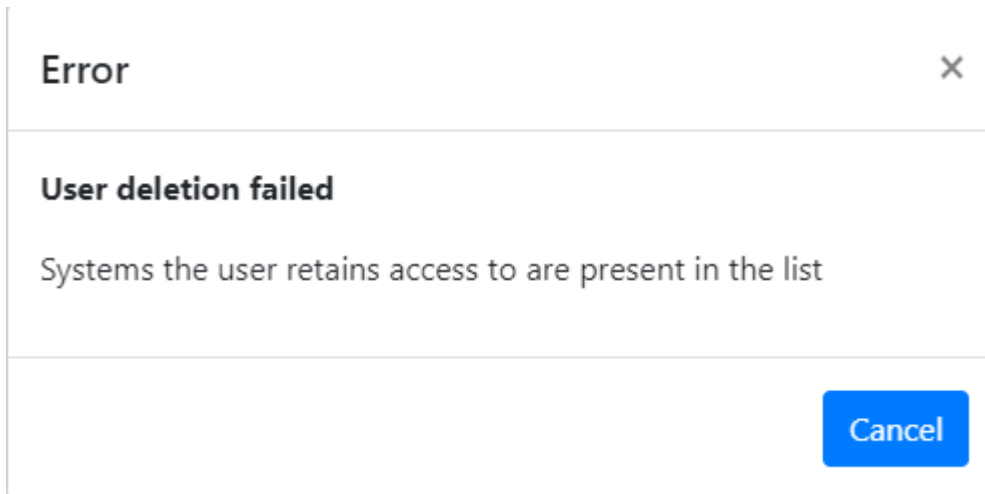 Error
User deletion failed
Systems the user retains access to are present in the list
Cancel